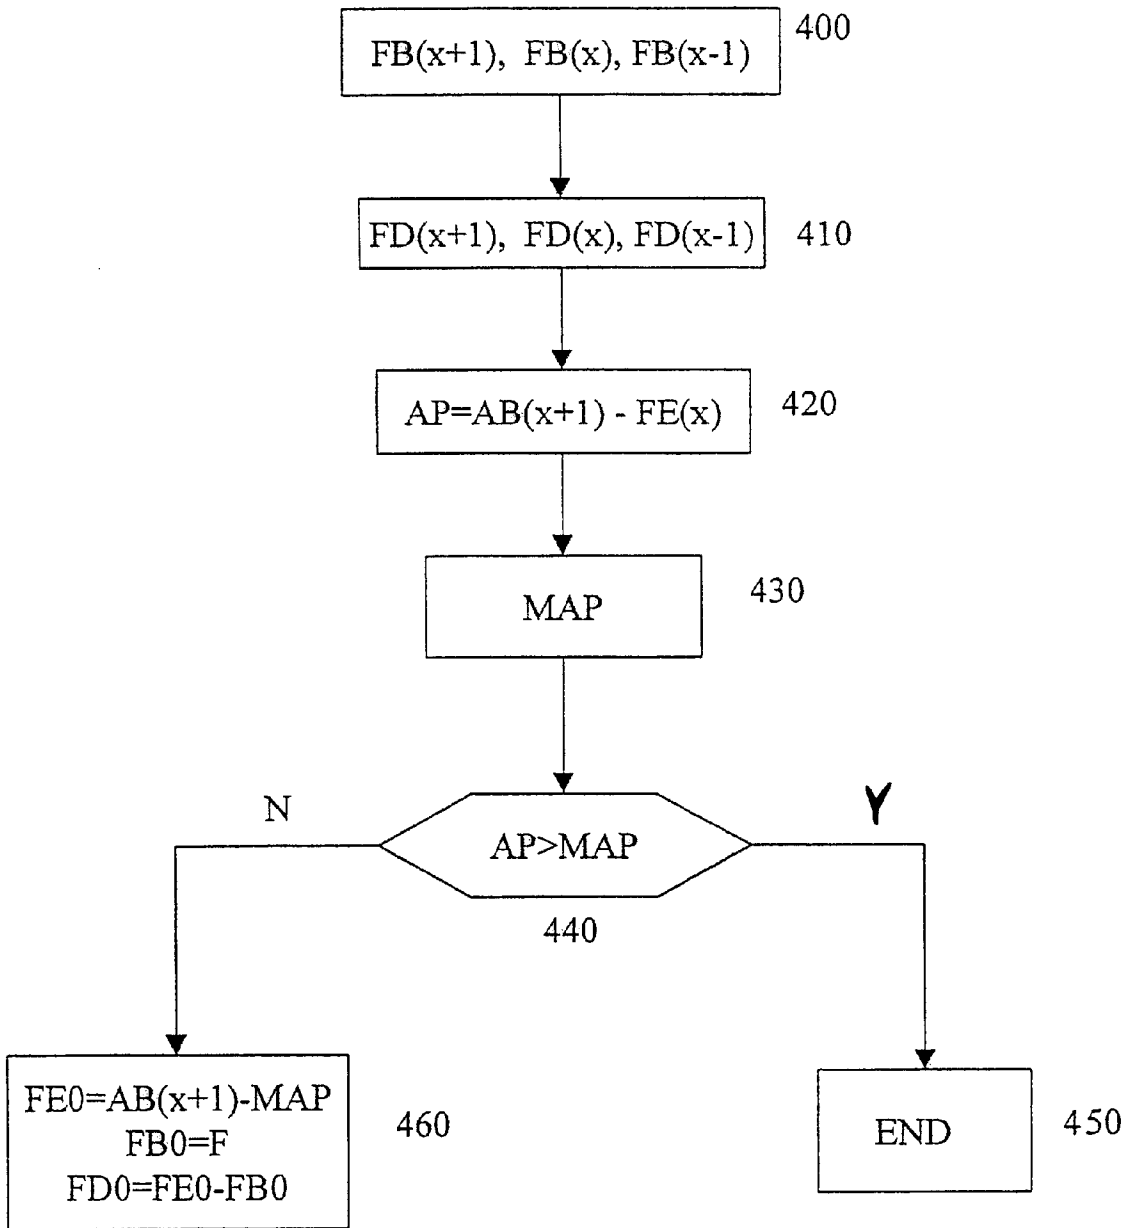 FB(x+1), FB(x), FB(x-1)
400
FD(x+1), FD(x), FD(x-1)
410
AP=AB(x+1) - FE(x)
420
MAP
430
N
Y
AP>MAP
440
FE0=AB(x+1)-MAP
FB0=F
FD0=FE0-FB0
460
END
450